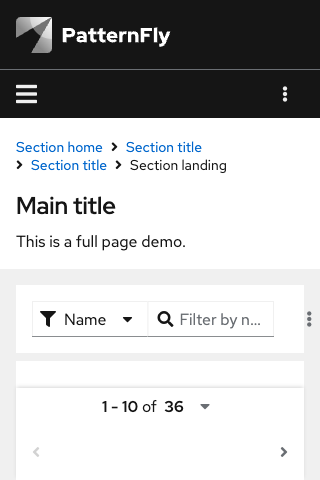 PatternFly
Section home > Section title
> Section title > Section landing
Main title
This is a full page demo.
Name Filter by n...
1 - 10 of 36